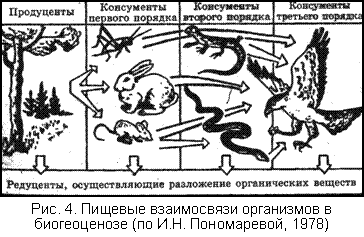 Продуценты
Консументы
первого порядка
Консументы
второго порядка
Консументы
третьего порядка
Редуценты, осуществляющие разложение органических веществ
Рис. 4. Пищевые взаимосвязи организмов в
биогеоценозе (по И.Н. Пономаревой, 1978)